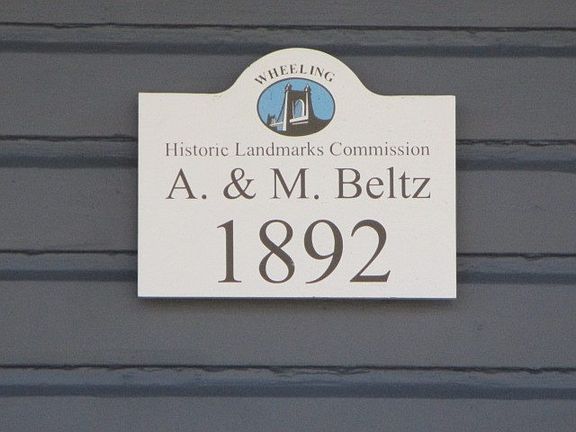 WHEELING
Historic Landmarks Commission
A. & M. Beltz
1892